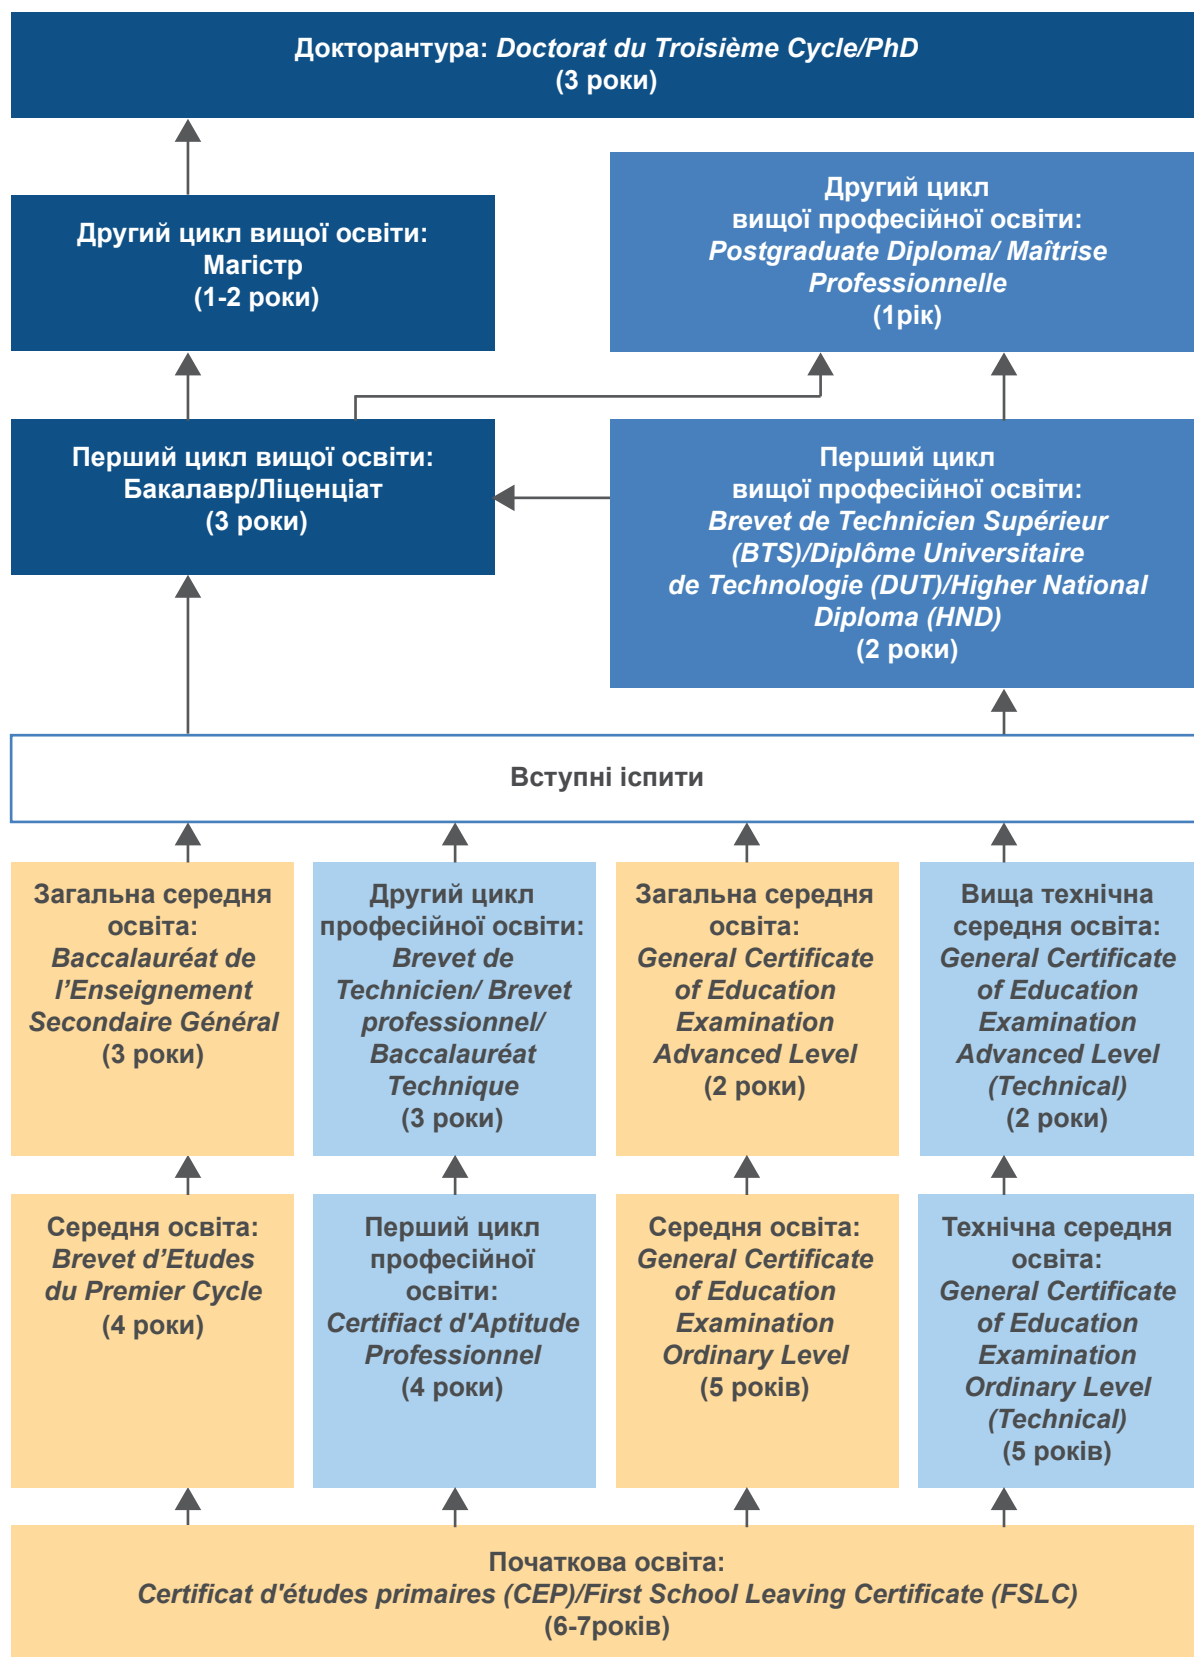 Докторантура: Doctorat du Troisième Cycle/PhD
(3 роки)
Другий цикл вищої освіти:
Магістр
(1-2 роки)
Другий цикл
вищої професійної освіти:
Postgraduate Diploma/ Maîtrise
Professionnelle
(1рік)
Перший цикл вищої освіти:
Бакалавр/Ліценціат
(3 роки)
Перший цикл
вищої професійної освіти:
Brevet de Technicien Supérieur
(BTS)/Diplôme Universitaire
de Technologie (DUT)/Higher National
Diploma (HND)
(2 роки)
Вступні іспити
Загальна середня
освіта:
Baccalauréat de
l’Enseignement
Secondaire Général
(3 роки)
Другий цикл
професійної освіти:
Brevet de
Technicien/ Brevet
professionnel/
Baccalauréat
Technique
(3 роки)
Загальна середня
освіта:
General Certificate
of Education
Examination
Advanced Level
(2 роки)
Вища технічна
середня освіта:
General Certificate
of Education
Examination
Advanced Level
(Technical)
(2 роки)
Середня освіта:
Brevet d’Etudes
du Premier Cycle
(4 роки)
Перший цикл
професійної
освіти:
Certifiact d'Aptitude
Professionnel
(4 роки)
Середня освіта:
General Certificate
of Education
Examination
Ordinary Level
(5 років)
Технічна середня
освіта:
General Certificate
of Education
Examination
Ordinary Level
(Technical)
(5 років)
Початкова освіта:
Certificat d'études primaires (CEP)/First School Leaving Certificate (FSLC)
(6-7років)